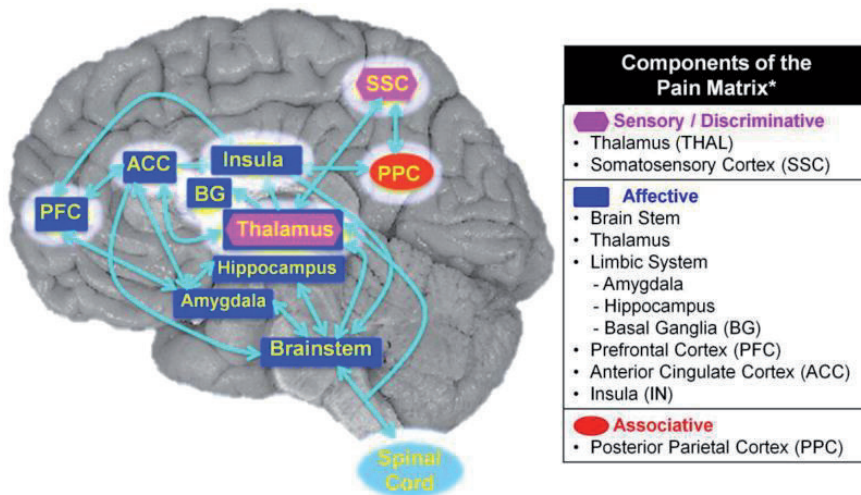 SSC
ACC
Insula
PPC
BG
PFC
Thalamus
Hippocampus
Amygdala
Brainstem
Spinal
Cord
Components of the
Pain Matrix*
Sensory / Discriminative
• Thalamus (THAL)
• Somatosensory Cortex (SSC)
Affective
• Brain Stem
• Thalamus
• Limbic System
- Amygdala
- Hippocampus
- Basal Ganglia (BG)
• Prefrontal Cortex (PFC)
• Anterior Cingulate Cortex (ACC)
• Insula (IN)
Associative
• Posterior Parietal Cortex (PPC)